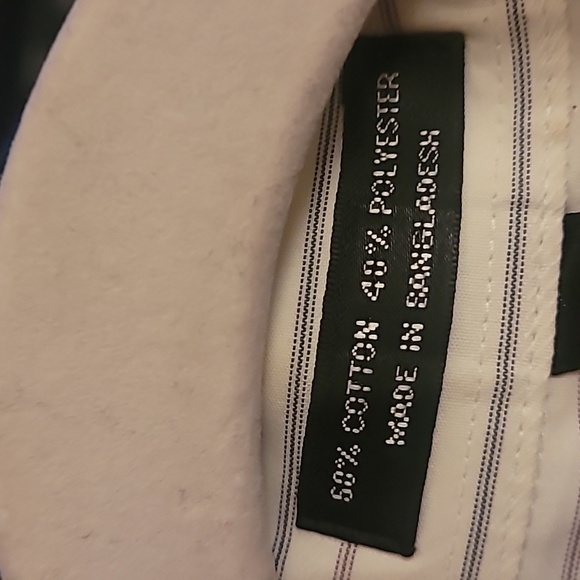 60% COTTON 40% POLYESTER
MADE IN BANGLADESH